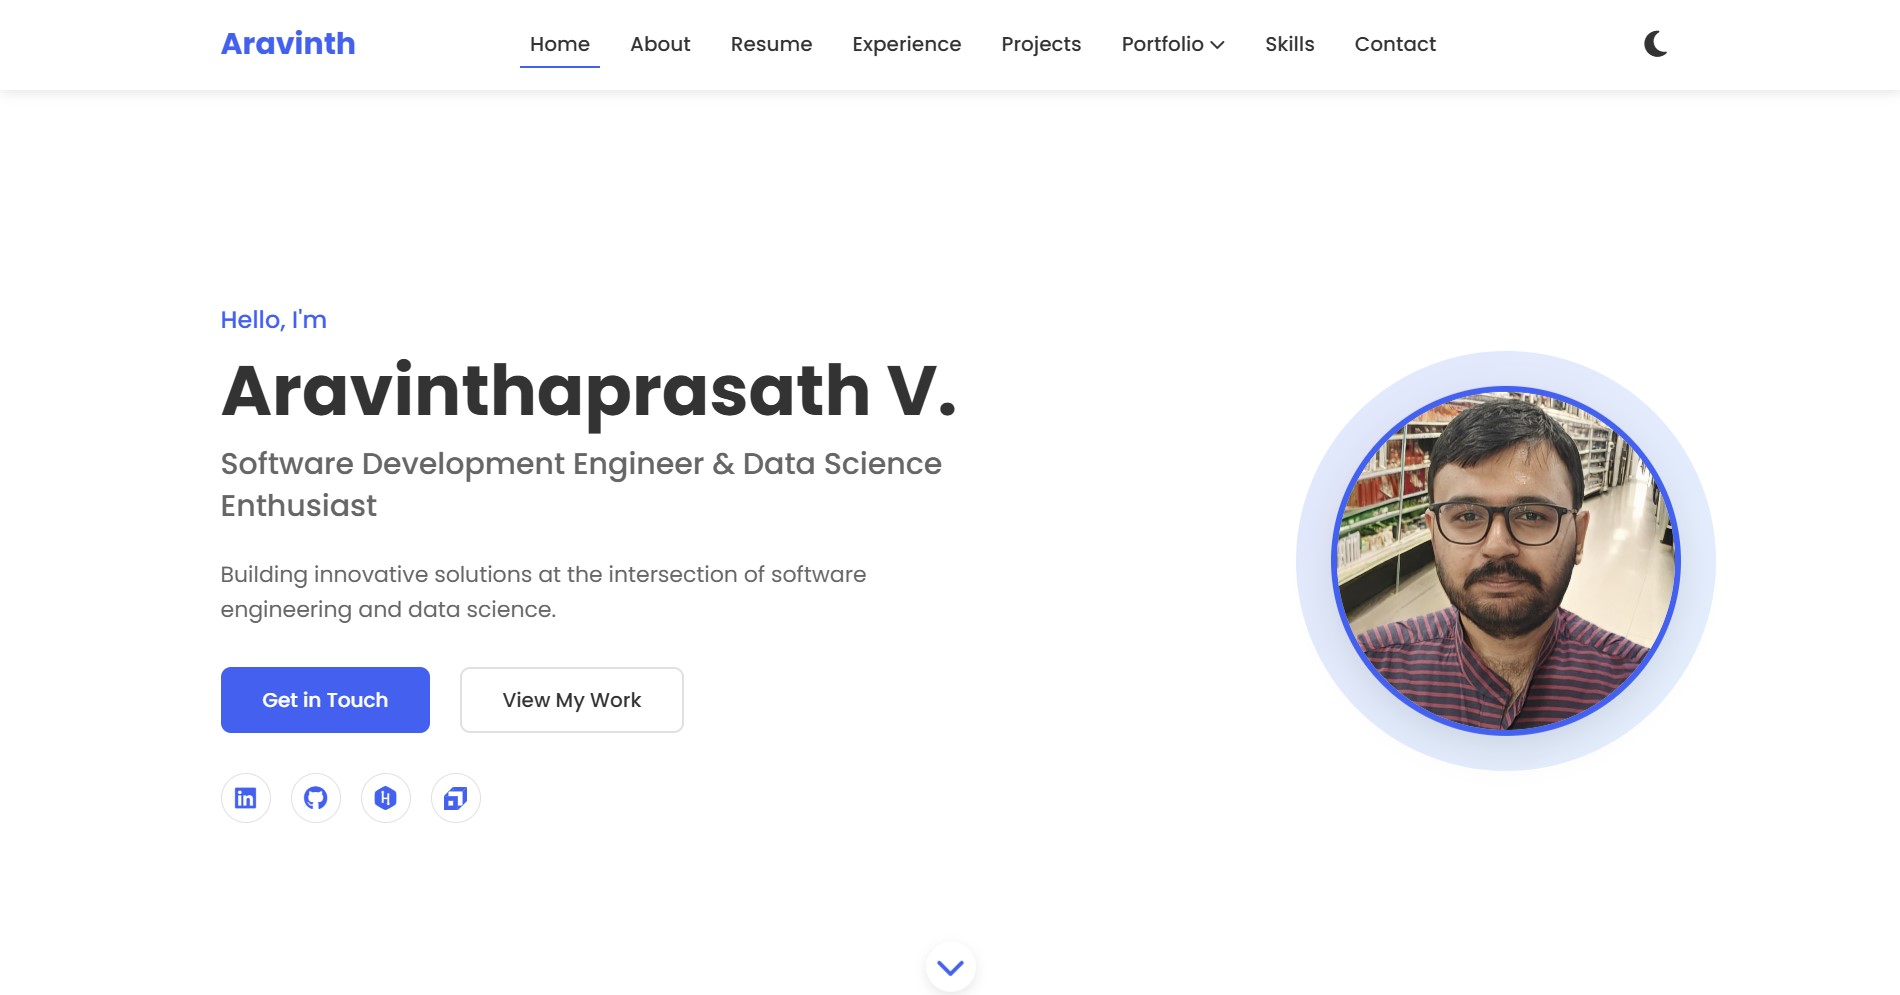 Aravinth
Home
About
Resume
Experience
Projects
Portfolio
Skills
Contact
Hello, I'm
Aravinthaprasath V.
Software Development Engineer & Data Science
Enthusiast
Building innovative solutions at the intersection of software
engineering and data science.
Get in Touch
View My Work